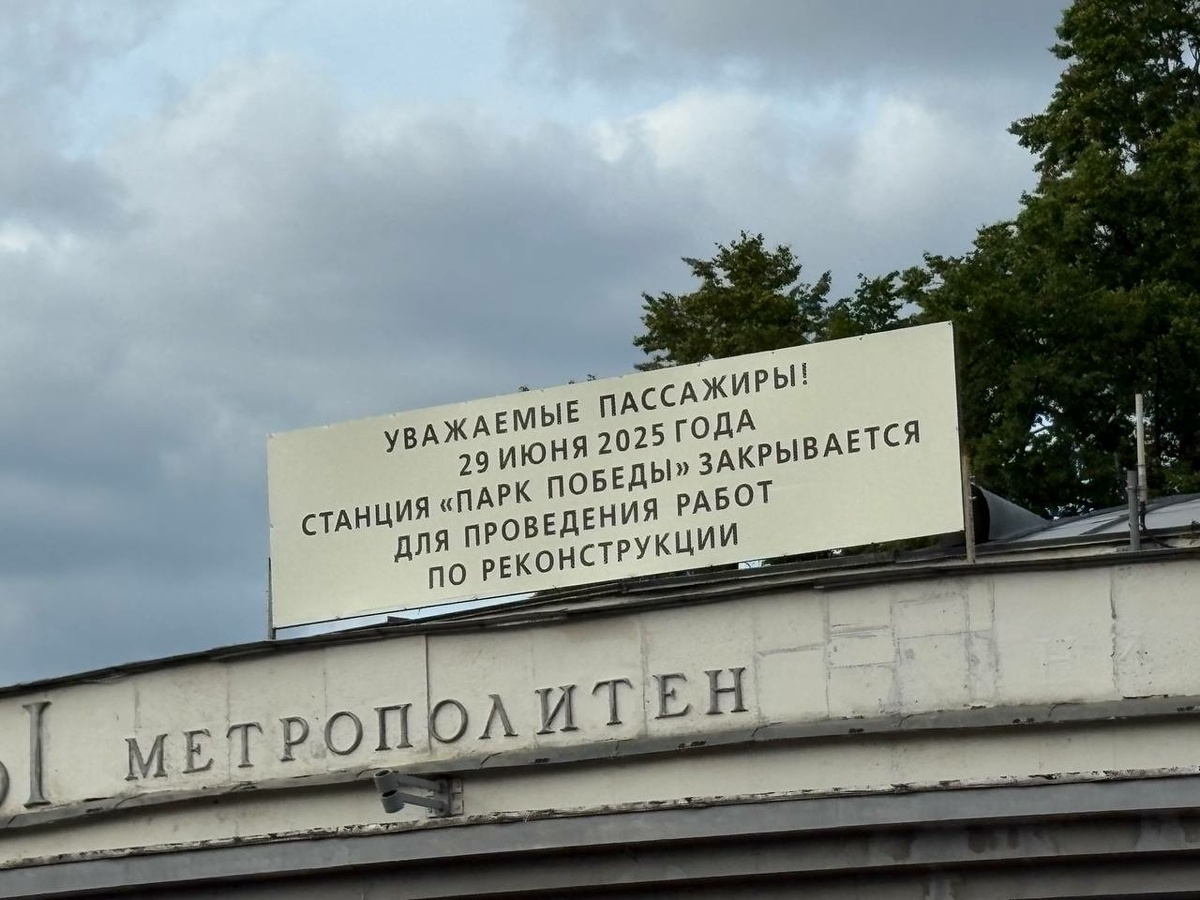 УВАЖАЕМЫЕ ПАССАЖИРЫ!
29 ИЮНЯ 2025 ГОДА
СТАНЦИЯ «ПАРК ПОБЕДЫ» ЗАКРЫВАЕТСЯ
ДЛЯ ПРОВЕДЕНИЯ РАБОТ
ПО РЕКОНСТРУКЦИИ
МЕТРОПОЛИТЕН